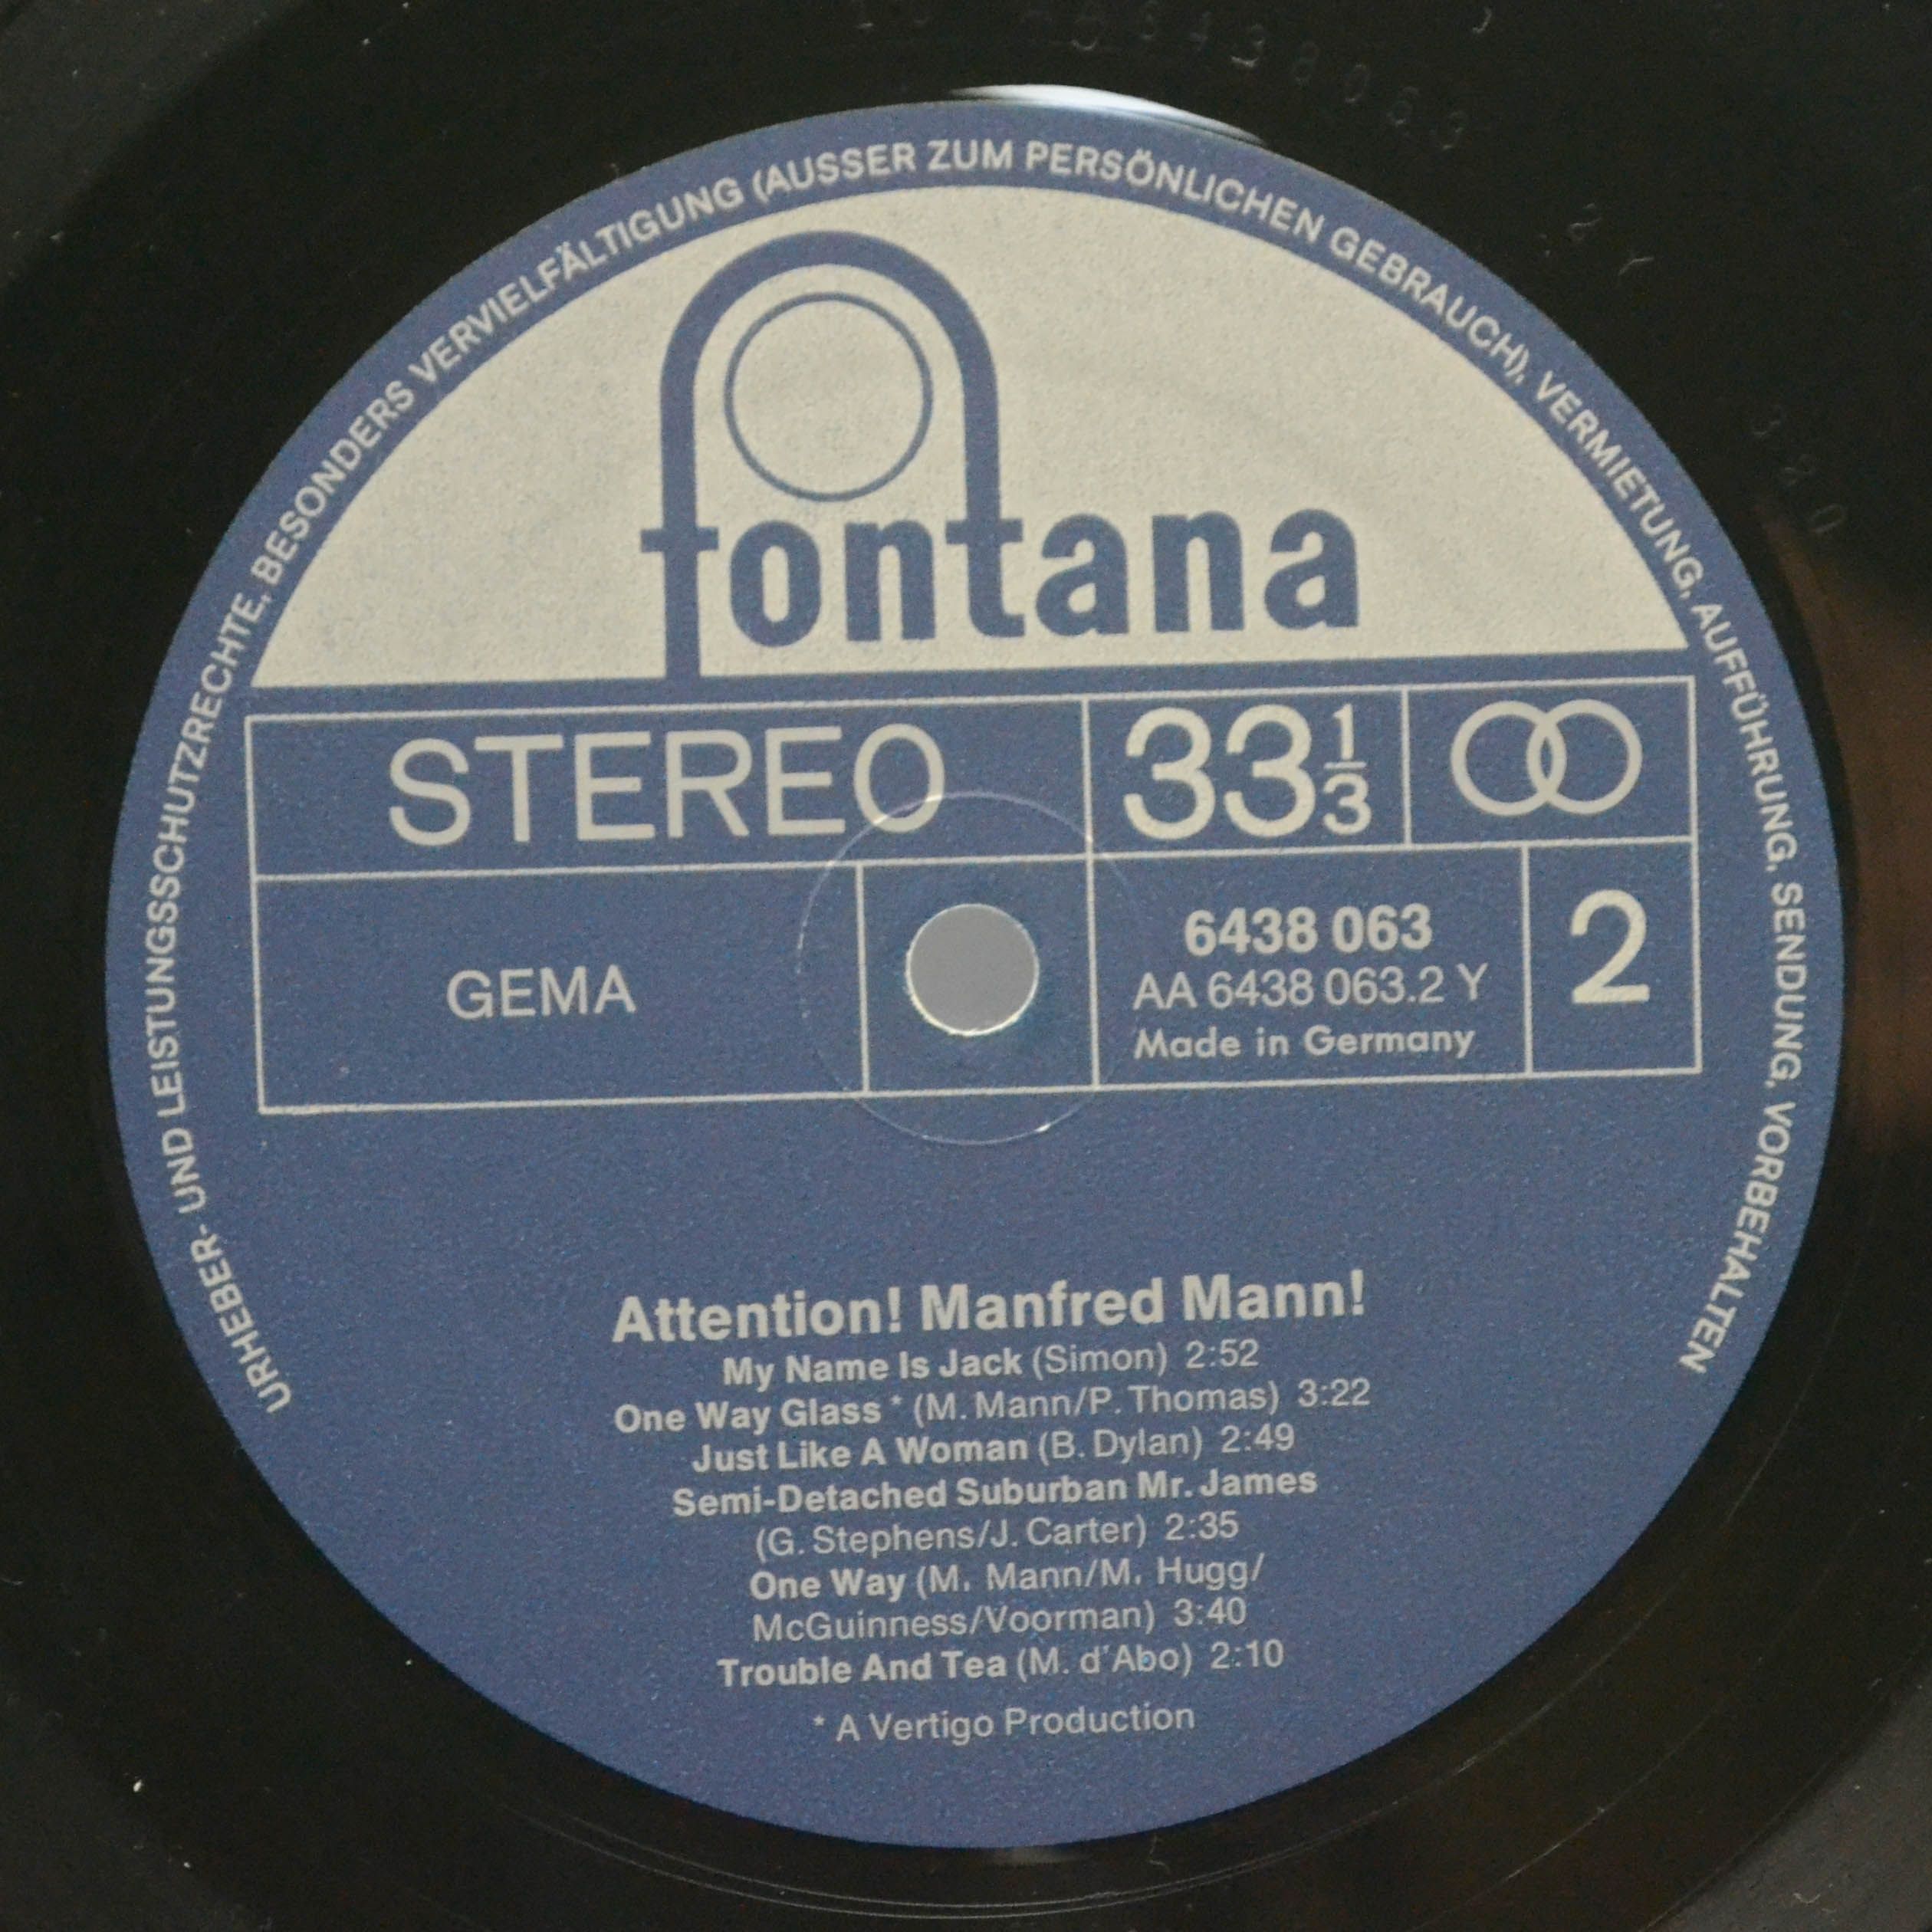 URHEBER- UND LEISTUNGSSCHUTZRECHTE, BESONDERS VERVIELFÄLTIGUNG (AUSSER ZUM PERSÖNLICHEN GEBRAUCH), VERMIETUNG, AUFFÜHRUNG, SENDUNG, VORBEHALTEN
fontana
STEREO
33 1/3
GEMA
6438 063
AA 6438 063.2 Y
Made in Germany
2
Attention! Manfred Mann!
My Name Is Jack (Simon) 2:52
One Way Glass * (M. Mann/P. Thomas) 3:22
Just Like A Woman (B. Dylan) 2:49
Semi-Detached Suburban Mr. James
(G. Stephens/J. Carter) 2:35
One Way (M. Mann/M. Hugg/
McGuinness/Voorman) 3:40
Trouble And Tea (M. d'Abo) 2:10
* A Vertigo Production
2 Y